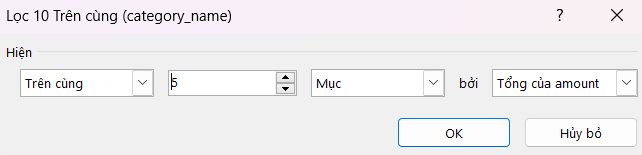 Lọc 10 Trên cùng (category_name)
Hiện
Trên cùng 5 Mục bởi Tổng của amount
OK Hủy bỏ